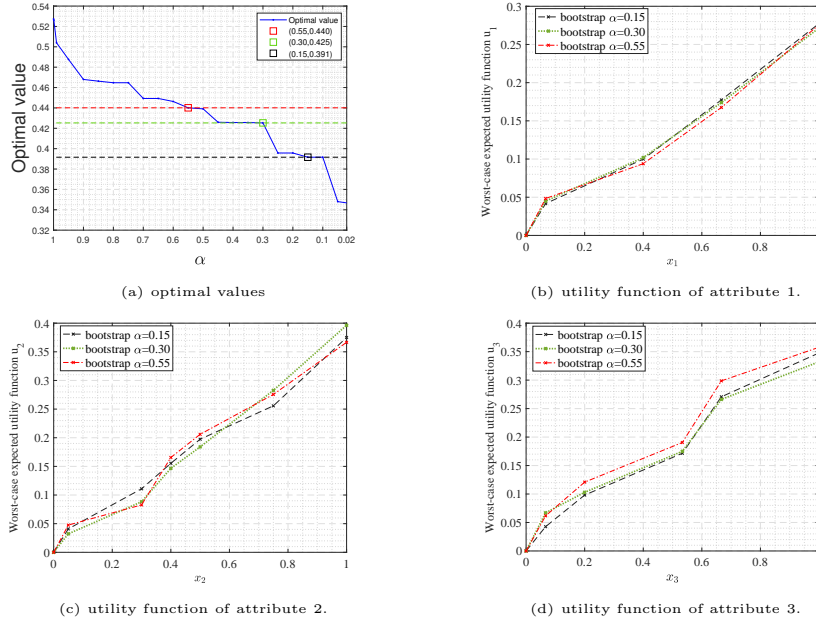 0.54
0.52
0.5
0.48
0.46
0.44
0.42
0.4
0.38
0.36
0.34
0.32
Optimal value
1 0.9 0.8 0.7 0.6 0.5 0.4 0.3 0.2 0.1 0.02
α
Optimal value
(0.55,0.440)
(0.30,0.425)
(0.15,0.391)
(a) optimal values
0.3
0.25
0.2
0.15
0.1
0.05
0
Worst-case expected utility function u_1
0 0.2 0.4 0.6 0.8
x_1
bootstrap α=0.15
bootstrap α=0.30
bootstrap α=0.55
(b) utility function of attribute 1.
0.4
0.35
0.3
0.25
0.2
0.15
0.1
0.05
0
Worst-case expected utility function u_2
0 0.2 0.4 0.6 0.8 1
x_2
bootstrap α=0.15
bootstrap α=0.30
bootstrap α=0.55
(c) utility function of attribute 2.
0.4
0.35
0.3
0.25
0.2
0.15
0.1
0.05
0
Worst-case expected utility function u_3
0 0.2 0.4 0.6 0.8
x_3
bootstrap α=0.15
bootstrap α=0.30
bootstrap α=0.55
(d) utility function of attribute 3.